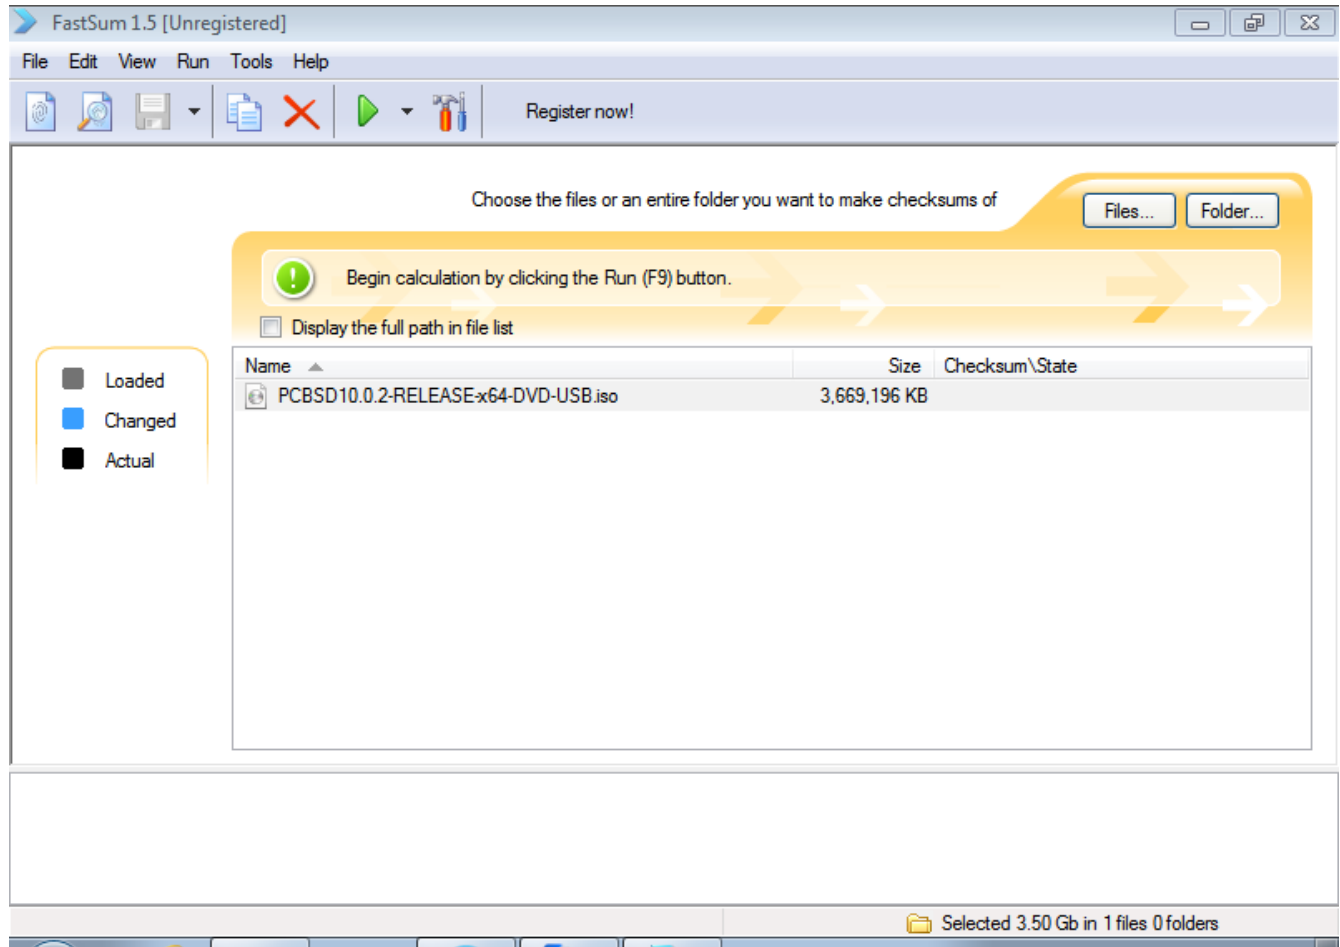 FastSum 1.5 [Unregistered]
File Edit View Run Tools Help
Register now!
Choose the files or an entire folder you want to make checksums of
Files... Folder...
Begin calculation by clicking the Run (F9) button.
Display the full path in file list
Name Size Checksum\State
PCBSD10.0.2-RELEASE-x64-DVD-USB.iso 3,669,196 KB
Loaded
Changed
Actual
Selected 3.50 Gb in 1 files 0 folders